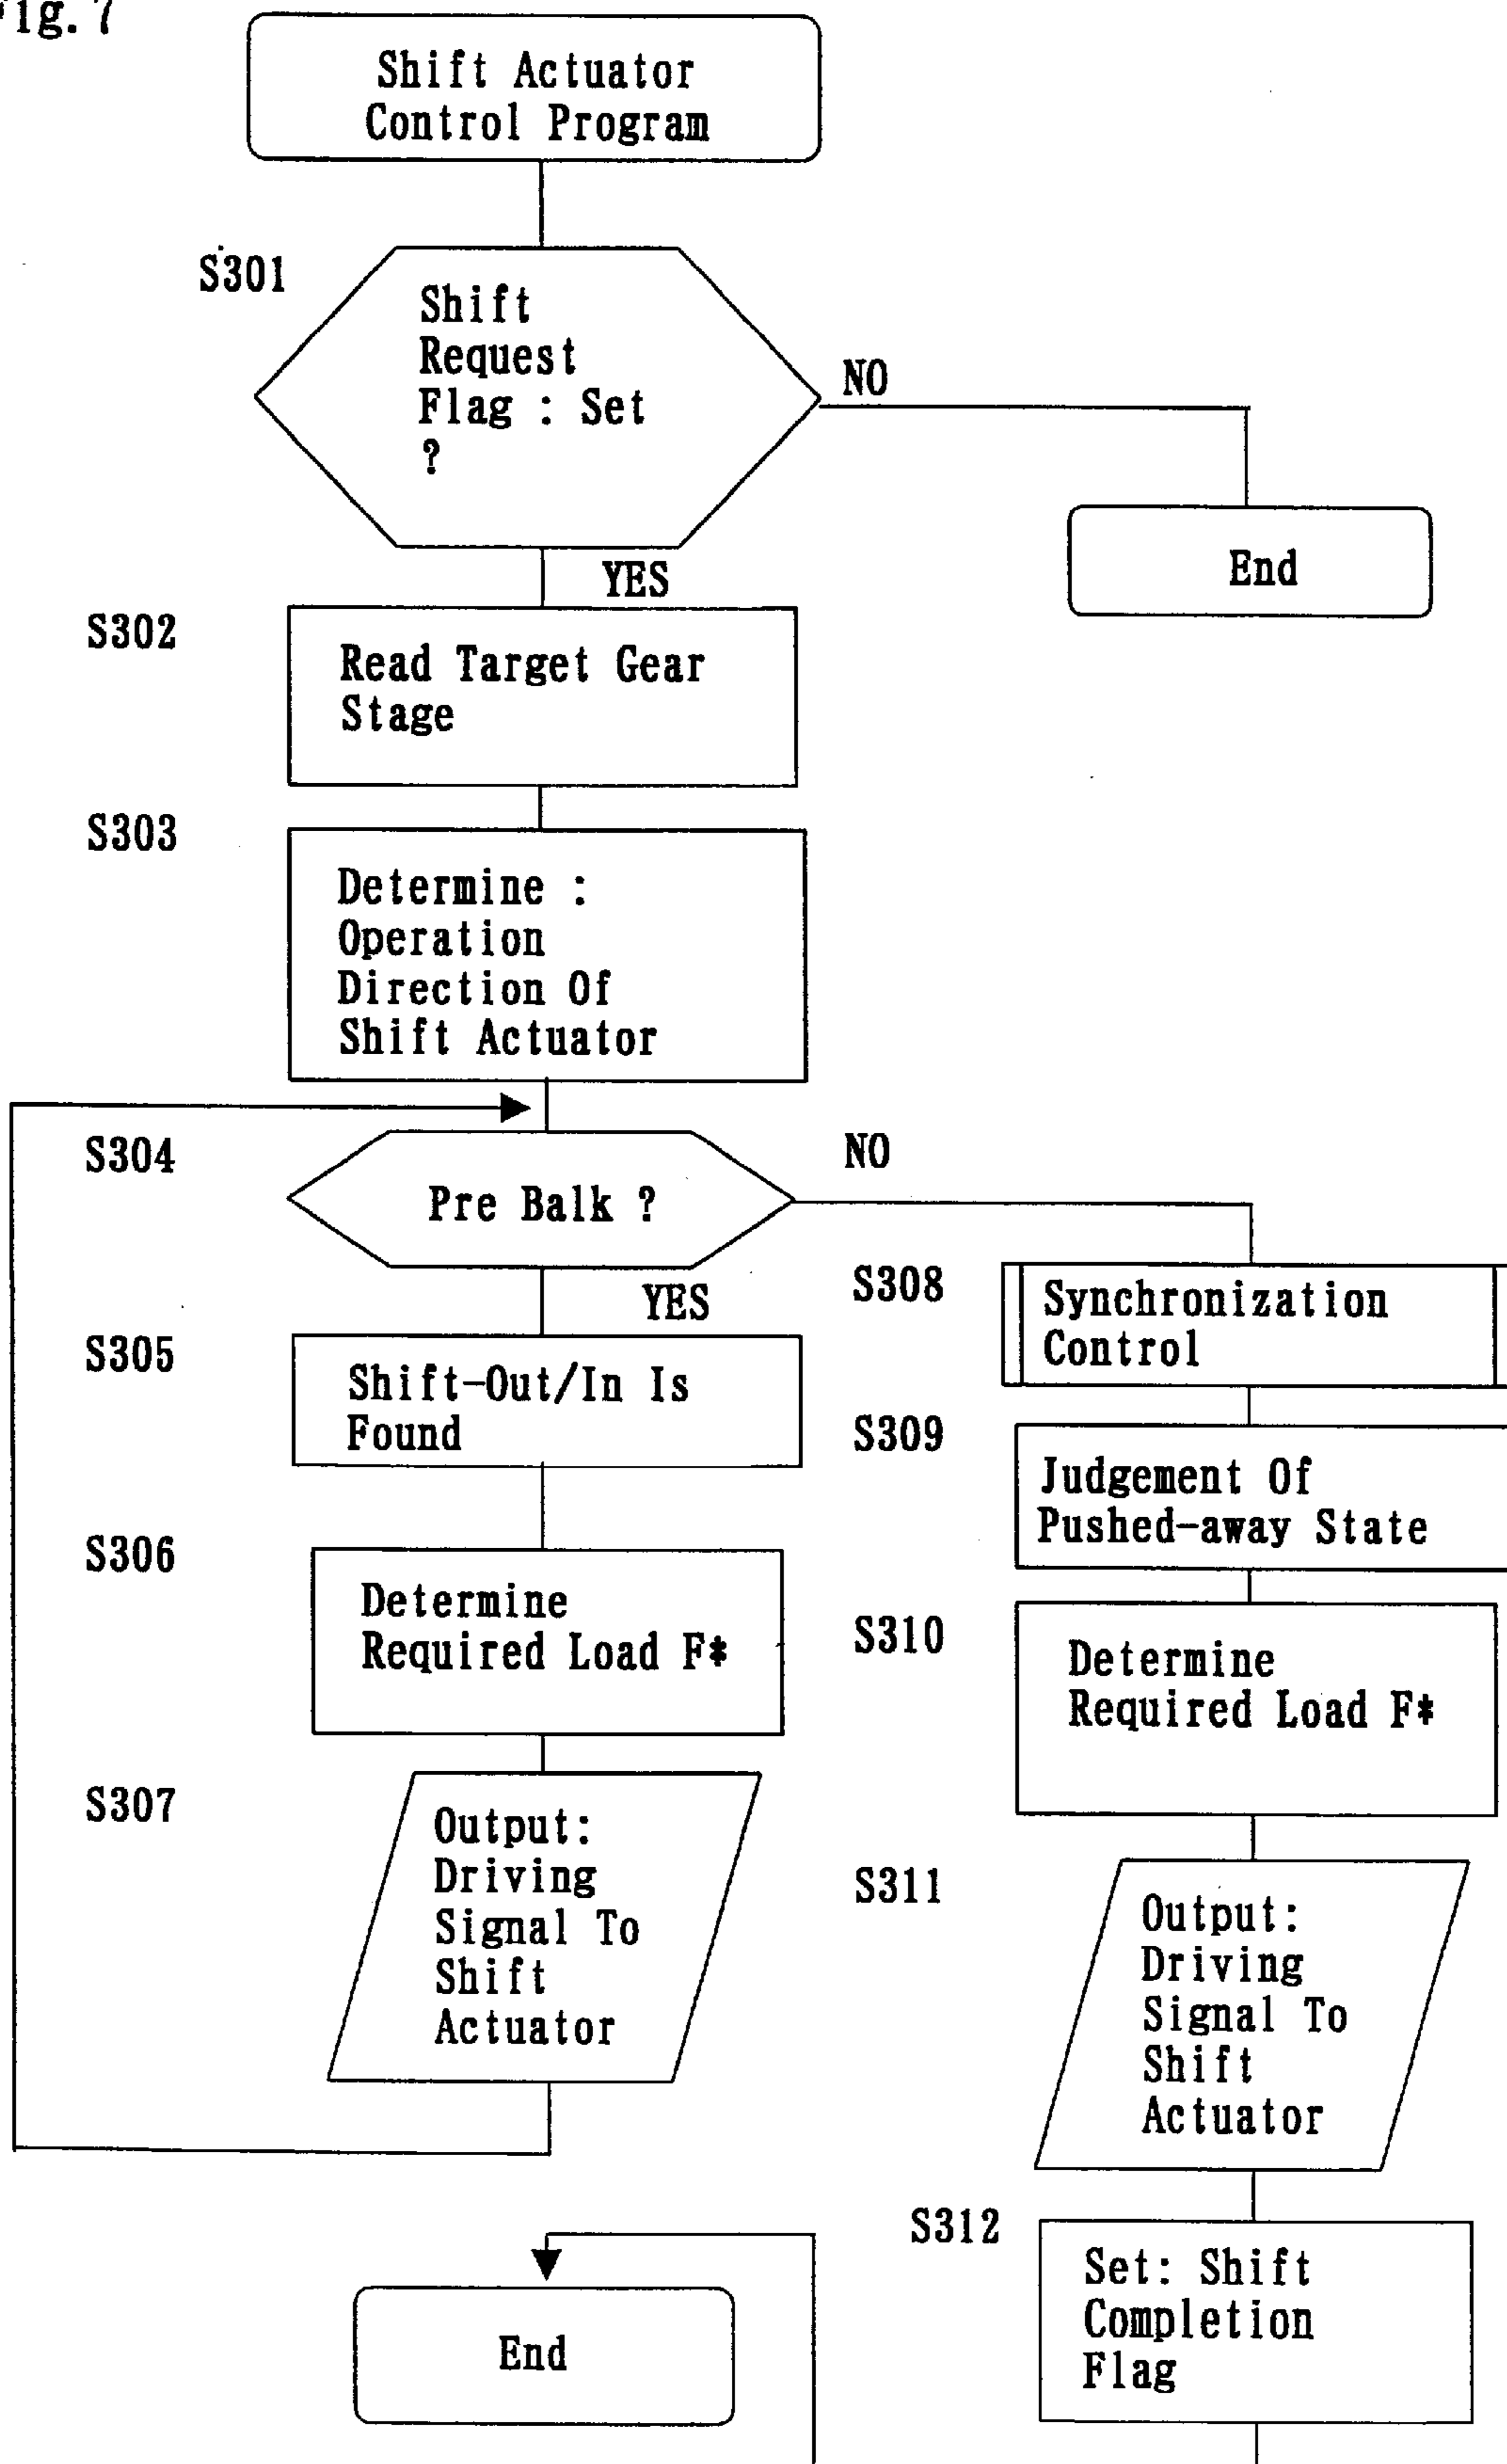 Fig. 7
Shift Actuator
Control Program
S301
Shift
Request
Flag : Set
?
NO
End
YES
S302
Read Target Gear
Stage
S303
Determine :
Operation
Direction Of
Shift Actuator
S304
Pre Balk ?
NO
YES
S305
Shift-Out/In Is
Found
S306
Determine
Required Load F*
S307
Output:
Driving
Signal To
Shift
Actuator
S308
Synchronization
Control
S309
Judgement Of
Pushed-away State
S310
Determine
Required Load F*
S311
Output:
Driving
Signal To
Shift
Actuator
S312
Set: Shift
Completion
Flag
End